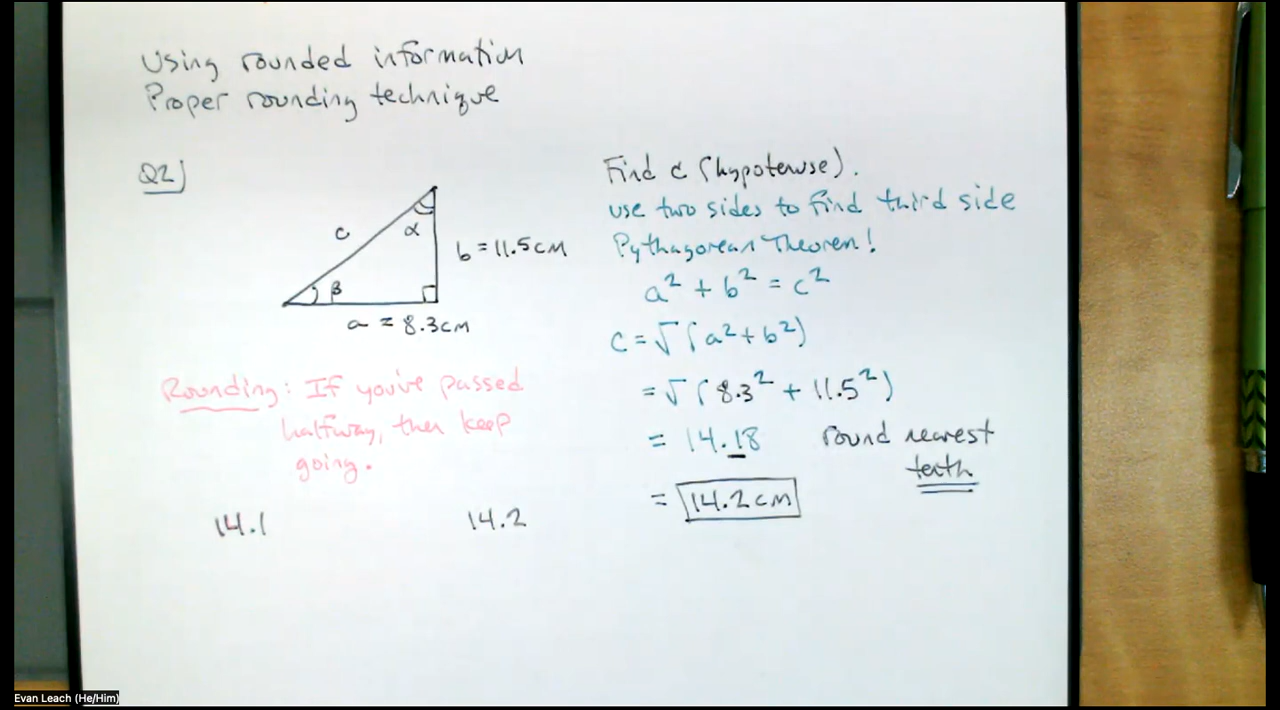 Using rounded information
Proper rounding technique
Q2)
c
α
b = 11.5cm
β
a = 8.3cm
Rounding: If you've passed
halfway, then keep
going.
14.1
14.2
Find c (hypotenuse).
use two sides to find third side
Pythagorean Theorem!
a² + b² = c²
c = √(a² + b²)
= √(8.3² + 11.5²)
= 14.18 round nearest
tenth
= 14.2cm
Evan Leach (He/Him)